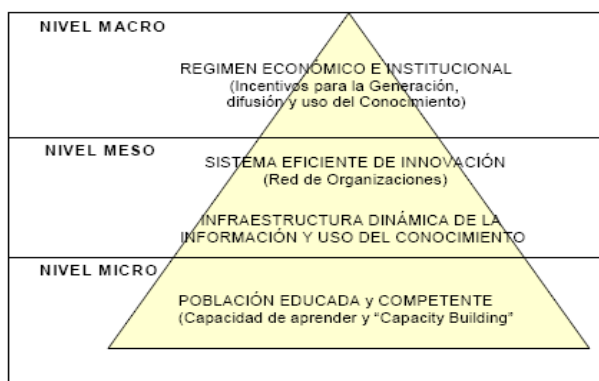 NIVEL MACRO
REGIMEN ECONÓMICO E INSTITUCIONAL
(Incentivos para la Generación,
difusión y uso del Conocimiento)
NIVEL MESO
SISTEMA EFICIENTE DE INNOVACIÓN
(Red de Organizaciones)
INFRAESTRUCTURA DINÁMICA DE LA
INFORMACIÓN Y USO DEL CONOCIMIENTO
NIVEL MICRO
POBLACIÓN EDUCADA y COMPETENTE
(Capacidad de aprender y “Capacity Building”